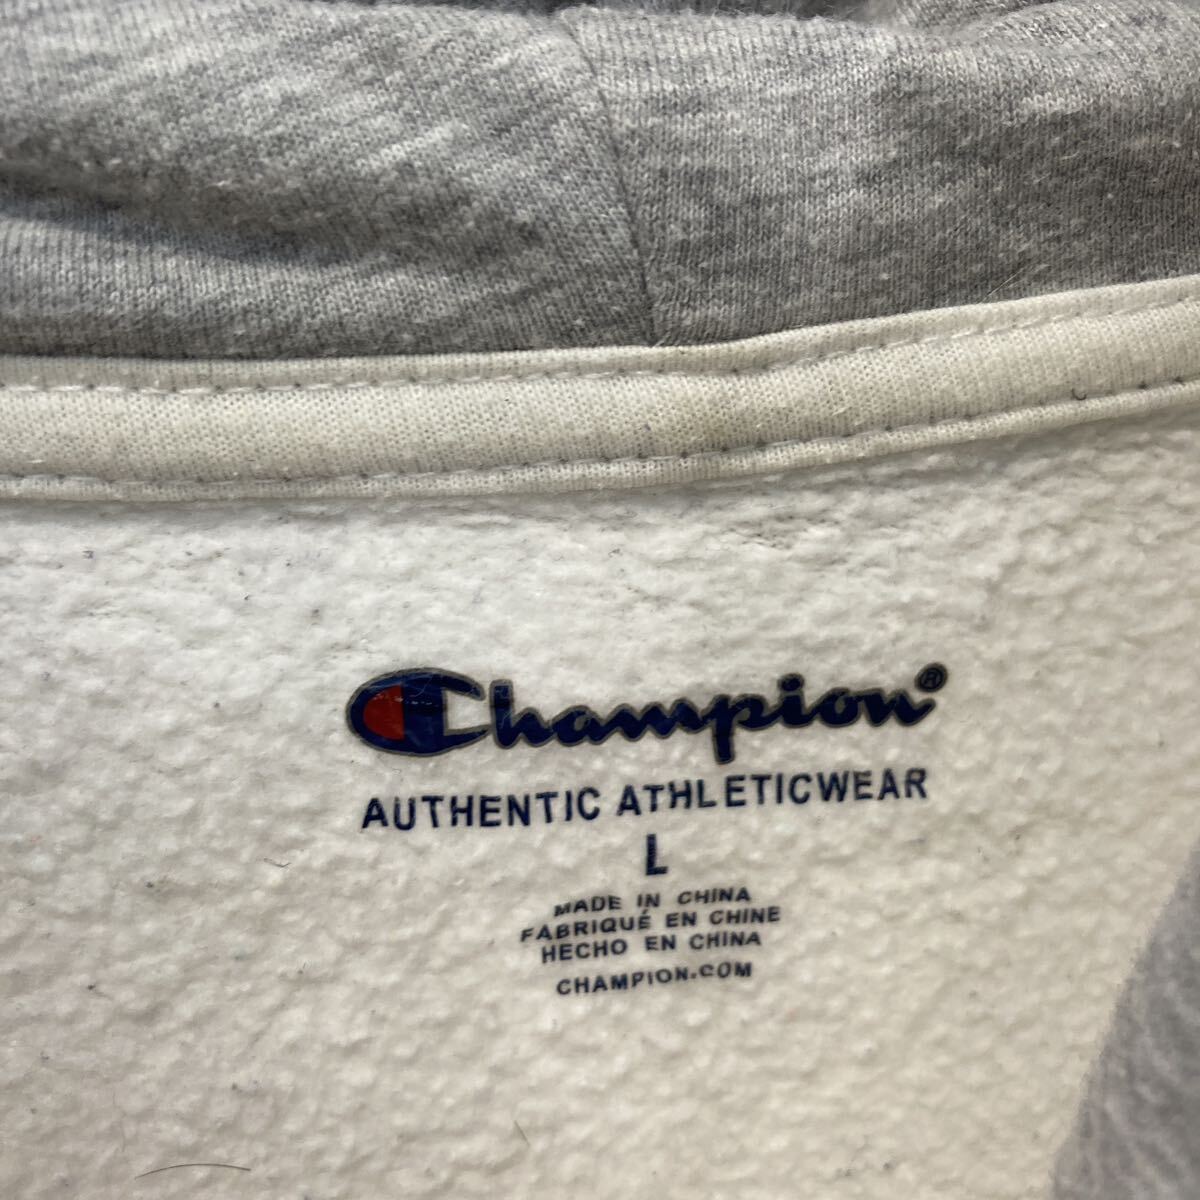 Champion®
AUTHENTIC ATHLETICWEAR
L
MADE IN CHINA
FABRIQUÉ EN CHINE
HECHO EN CHINA
CHAMPION.COM